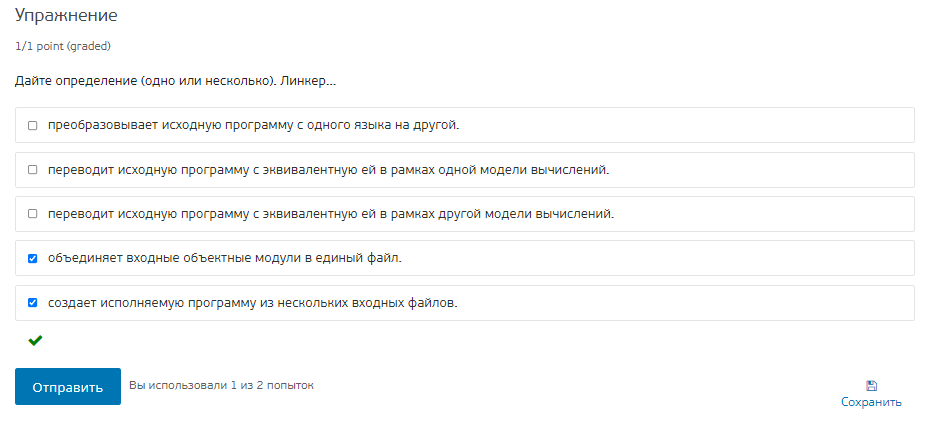 Упражнение
1/1 point (graded)
Дайте определение (одно или несколько). Линкер...
преобразовывает исходную программу с одного языка на другой.
переводит исходную программу с эквивалентную ей в рамках одной модели вычислений.
переводит исходную программу с эквивалентную ей в рамках другой модели вычислений.
объединяет входные объектные модули в единый файл.
создает исполняемую программу из нескольких входных файлов.
Отправить
Вы использовали 1 из 2 попыток
Сохранить